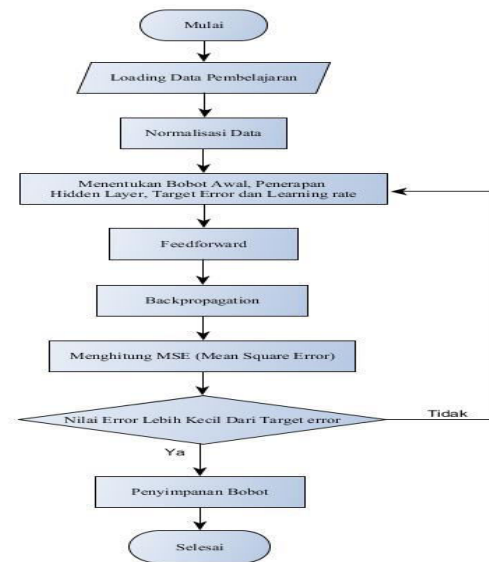 Mulai
Loading Data Pembelajaran
Normalisasi Data
Menentukan Bobot Awal, Penerapan
Hidden Layer, Target Error dan Learning rate
Feedforward
Backpropagation
Menghitung MSE (Mean Square Error)
Nilai Error Lebih Kecil Dari Target error
Tidak
Ya
Penyimpanan Bobot
Selesai